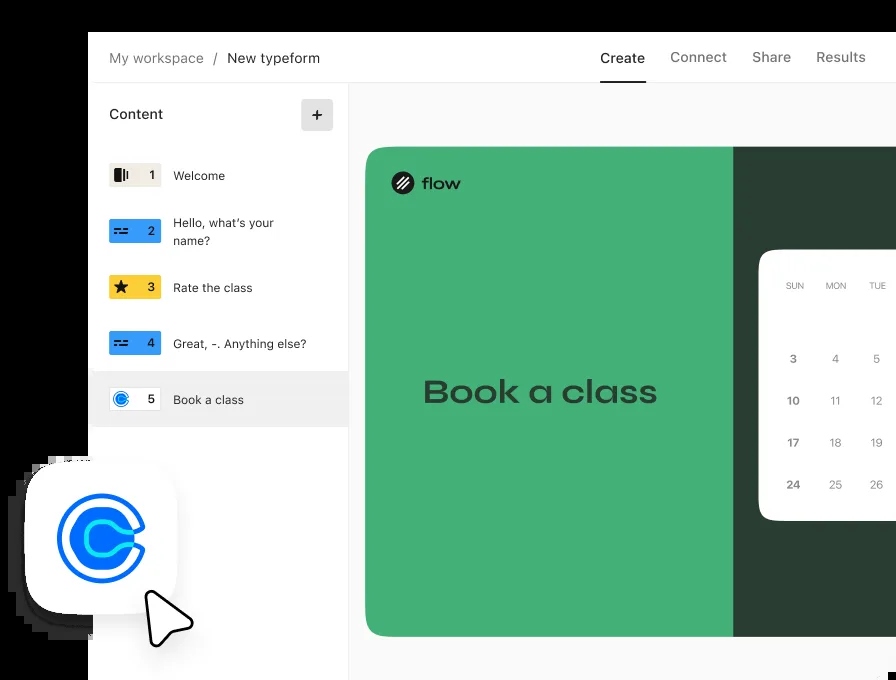 My workspace / New typeform
Create Connect Share Results
Content
+
1 Welcome
2 Hello, what's your
name?
3 Rate the class
4 Great, -. Anything else?
5 Book a class
flow
Book a class
SUN MON TUE
3 4 5
10 11 12
17 18 19
24 25 26